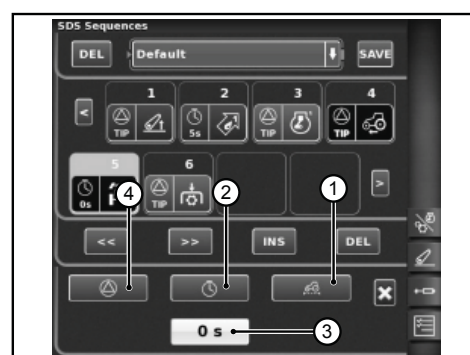 SDS Sequences
DEL Default SAVE
1 2 3 4
< TIP 5s TIP TIP
5 6
0s TIP >
4 2 1
<< >> INS DEL
0 s 3